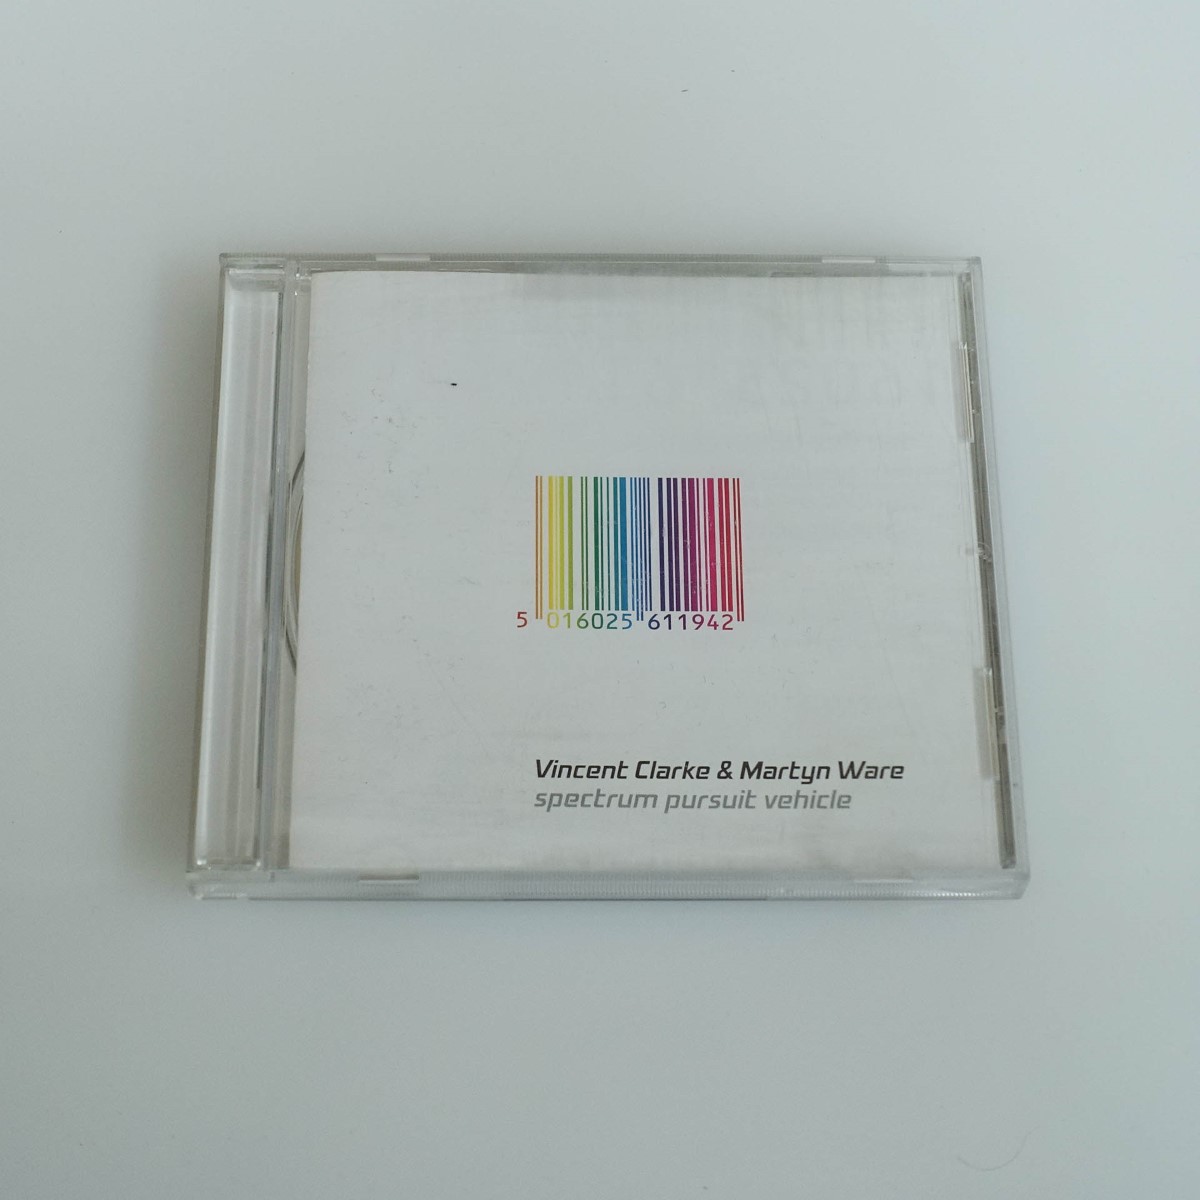 5 016025 611942
Vincent Clarke & Martyn Ware
spectrum pursuit vehicle